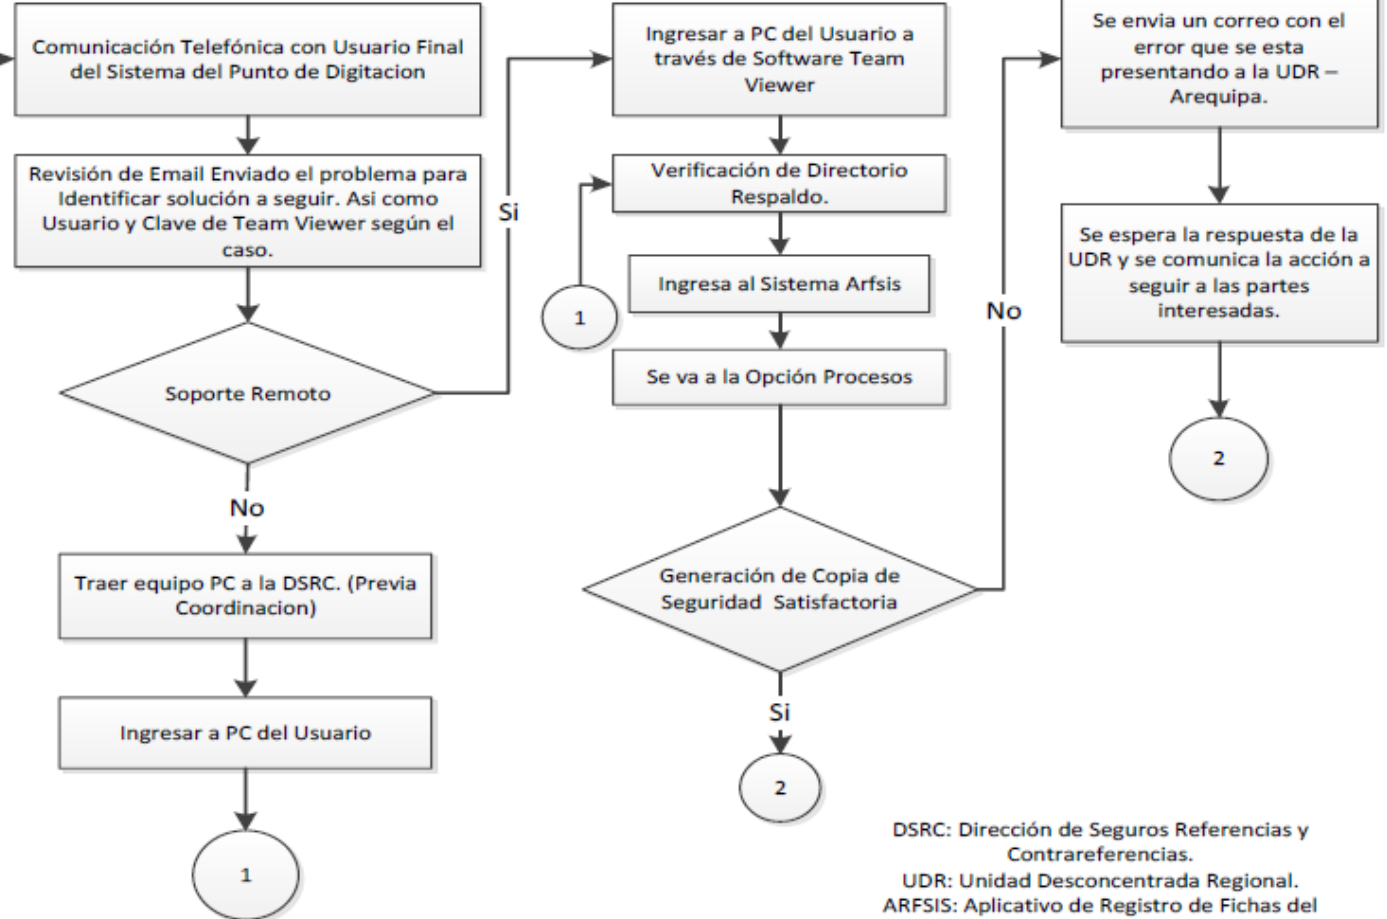 Comunicación Telefónica con Usuario Final
del Sistema del Punto de Digitacion
Revisión de Email Enviado el problema para
Identificar solución a seguir. Asi como
Usuario y Clave de Team Viewer según el
caso.
Soporte Remoto
Si
No
Traer equipo PC a la DSRC. (Previa
Coordinacion)
Ingresar a PC del Usuario
1
Ingresar a PC del Usuario a
través de Software Team
Viewer
Verificación de Directorio
Respaldo.
1
Ingresa al Sistema Arfsis
Se va a la Opción Procesos
Generación de Copia de
Seguridad Satisfactoria
No
Si
2
Se envia un correo con el
error que se esta
presentando a la UDR –
Arequipa.
Se espera la respuesta de la
UDR y se comunica la acción a
seguir a las partes
interesadas.
2
DSRC: Dirección de Seguros Referencias y
Contrareferencias.
UDR: Unidad Desconcentrada Regional.
ARFSIS: Aplicativo de Registro de Fichas del